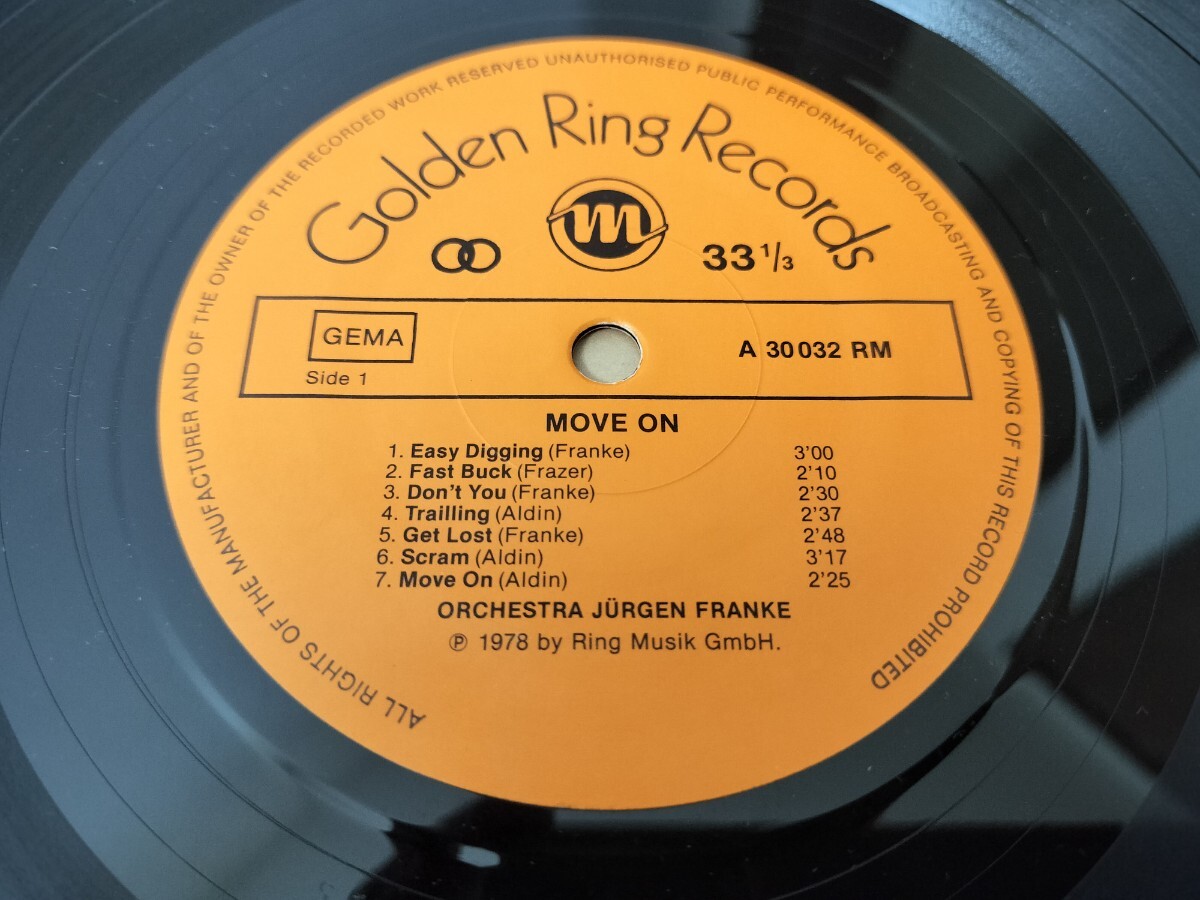 ALL RIGHTS OF THE MANUFACTURER AND OF THE OWNER OF THE RECORDED WORK RESERVED UNAUTHORISED PUBLIC PERFORMANCE BROADCASTING AND COPYING OF THIS RECORD PROHIBITED
Golden Ring Records
m
33 1/3
GEMA
Side 1
A 30 032 RM
MOVE ON
1. Easy Digging (Franke) 3'00
2. Fast Buck (Frazer) 2'10
3. Don't You (Franke) 2'30
4. Trailling (Aldin) 2'37
5. Get Lost (Franke) 2'48
6. Scram (Aldin) 3'17
7. Move On (Aldin) 2'25
ORCHESTRA JÜRGEN FRANKE
℗ 1978 by Ring Musik GmbH.